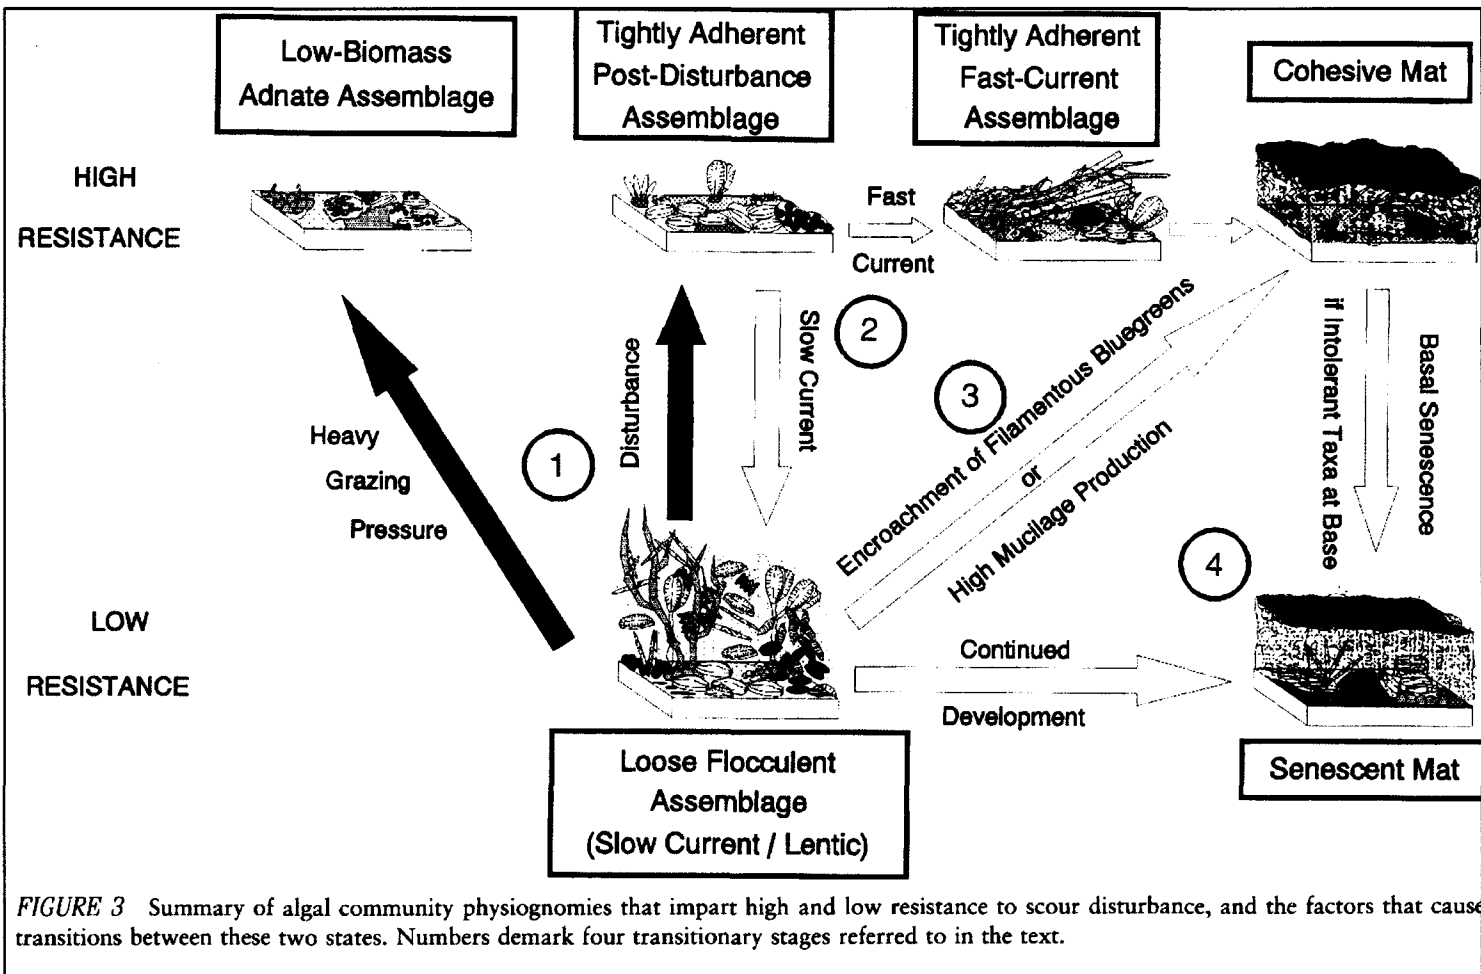 Low-Biomass
Adnate Assemblage
Tightly Adherent
Post-Disturbance
Assemblage
Tightly Adherent
Fast-Current
Assemblage
Cohesive Mat
HIGH
RESISTANCE
Fast
Current
Heavy
Grazing
Pressure
1
Disturbance
Slow Current
2
3
Encroachment of Filamentous Bluegreens
or
High Mucilage Production
if Intolerant Taxa at Base
Basal Senescence
4
LOW
RESISTANCE
Continued
Development
Loose Flocculent
Assemblage
(Slow Current / Lentic)
Senescent Mat
FIGURE 3 Summary of algal community physiognomies that impart high and low resistance to scour disturbance, and the factors that cause
transitions between these two states. Numbers demark four transitionary stages referred to in the text.